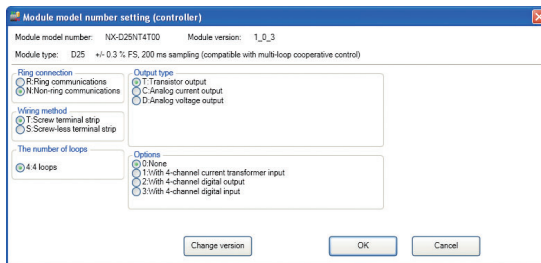 Module model number setting (controller)
Module model number: NX-D25NT4T00 Module version: 1_0_3
Module type: D25 +/- 0.3 % FS, 200 ms sampling (compatible with multi-loop cooperative control)
Ring connection
R:Ring communications
N:Non-ring communications
Wiring method
T:Screw terminal strip
S:Screw-less terminal strip
The number of loops
4:4 loops
Output type
T:Transistor output
C:Analog current output
D:Analog voltage output
Options
0:None
1:With 4-channel current transformer input
2:With 4-channel digital output
3:With 4-channel digital input
Change version OK Cancel